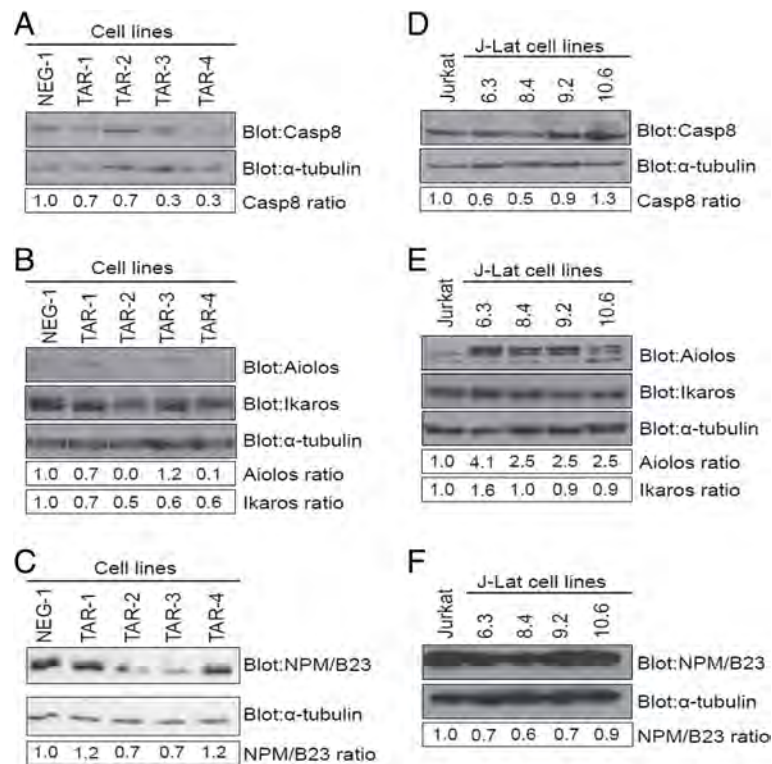 A
Cell lines
NEG-1 TAR-1 TAR-2 TAR-3 TAR-4
Blot:Casp8
Blot:α-tubulin
1.0 0.7 0.7 0.3 0.3 Casp8 ratio
B
Cell lines
NEG-1 TAR-1 TAR-2 TAR-3 TAR-4
Blot:Aiolos
Blot:Ikaros
Blot:α-tubulin
1.0 0.7 0.0 1.2 0.1 Aiolos ratio
1.0 0.7 0.5 0.6 0.6 Ikaros ratio
C
Cell lines
NEG-1 TAR-1 TAR-2 TAR-3 TAR-4
Blot:NPM/B23
Blot:α-tubulin
1.0 1.2 0.7 0.7 1.2 NPM/B23 ratio
D
J-Lat cell lines
Jurkat 6.3 8.4 9.2 10.6
Blot:Casp8
Blot:α-tubulin
1.0 0.6 0.5 0.9 1.3 Casp8 ratio
E
J-Lat cell lines
Jurkat 6.3 8.4 9.2 10.6
Blot:Aiolos
Blot:Ikaros
Blot:α-tubulin
1.0 4.1 2.5 2.5 2.5 Aiolos ratio
1.0 1.6 1.0 0.9 0.9 Ikaros ratio
F
J-Lat cell lines
Jurkat 6.3 8.4 9.2 10.6
Blot:NPM/B23
Blot:α-tubulin
1.0 0.7 0.6 0.7 0.9 NPM/B23 ratio